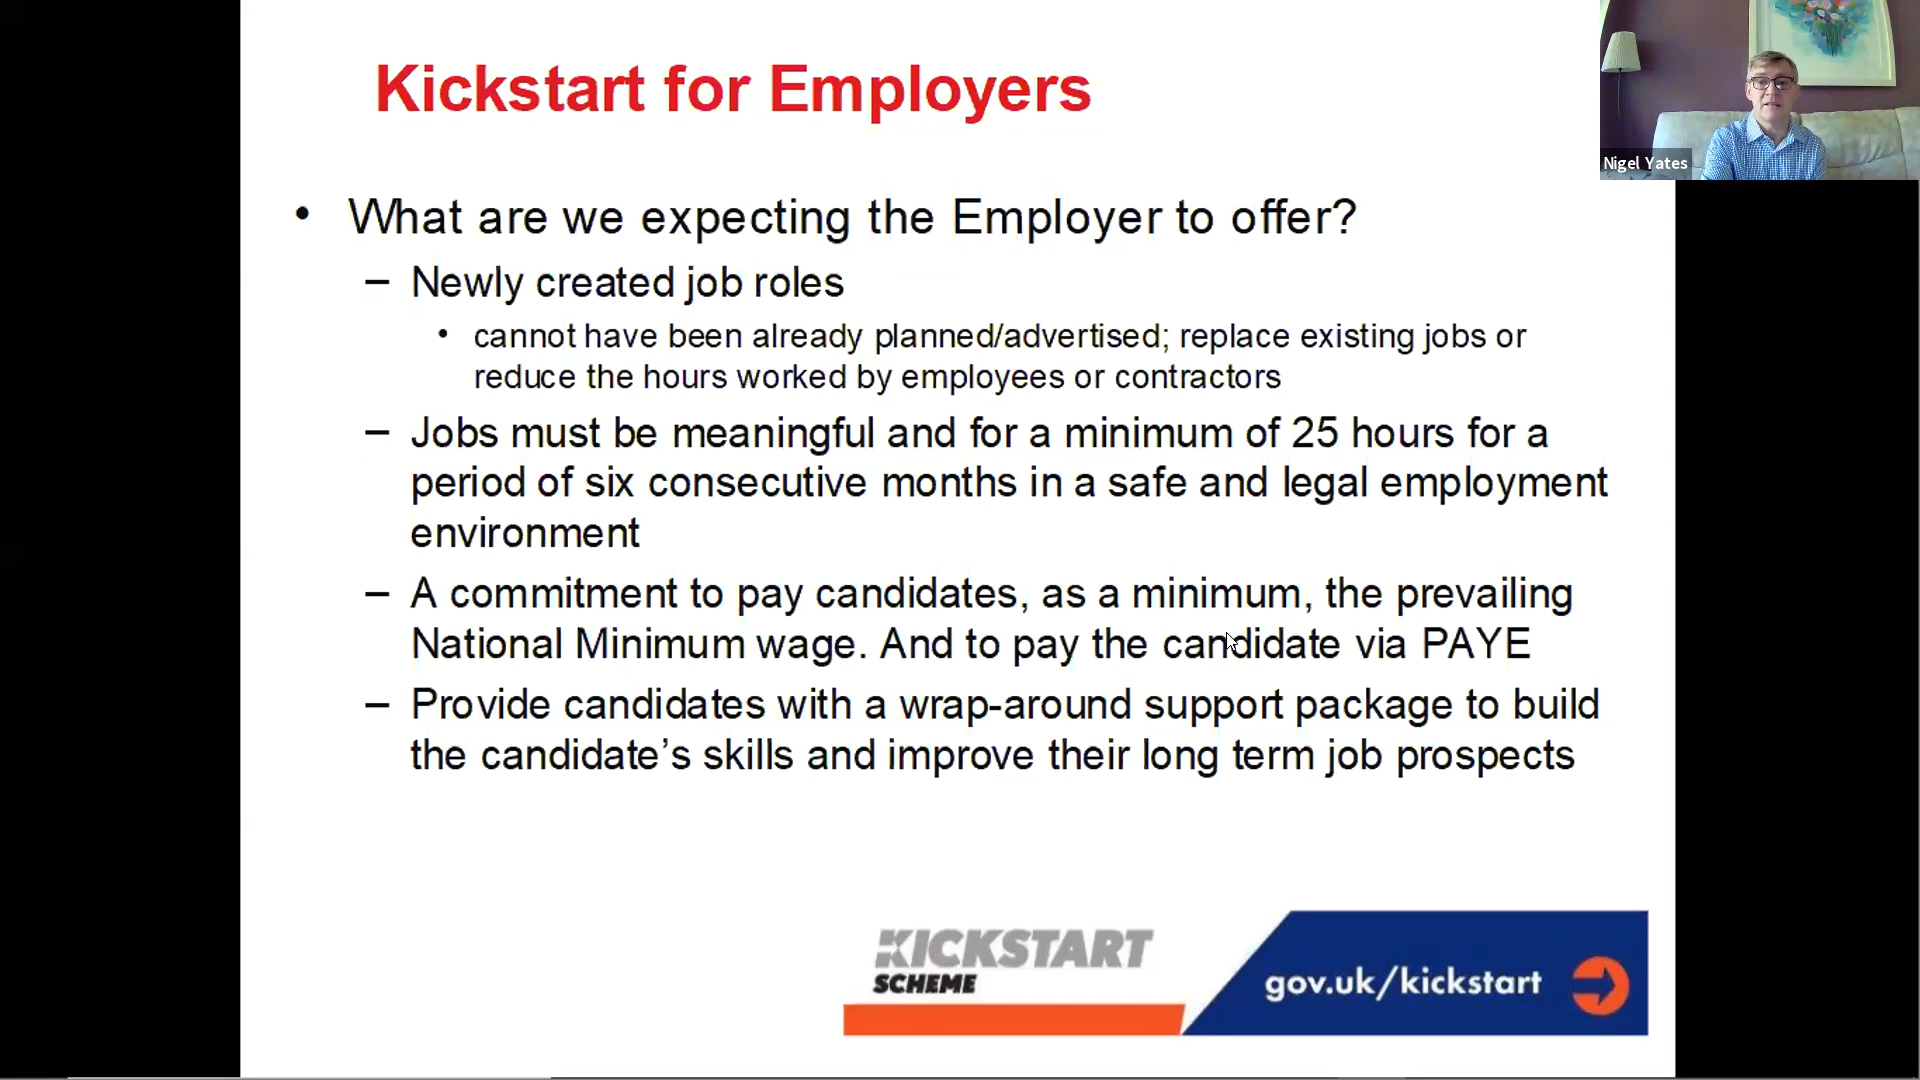 Kickstart for Employers
Nigel Yates
• What are we expecting the Employer to offer?
– Newly created job roles
• cannot have been already planned/advertised; replace existing jobs or
reduce the hours worked by employees or contractors
– Jobs must be meaningful and for a minimum of 25 hours for a
period of six consecutive months in a safe and legal employment
environment
– A commitment to pay candidates, as a minimum, the prevailing
National Minimum wage. And to pay the candidate via PAYE
– Provide candidates with a wrap-around support package to build
the candidate’s skills and improve their long term job prospects
KICKSTART
SCHEME
gov.uk/kickstart